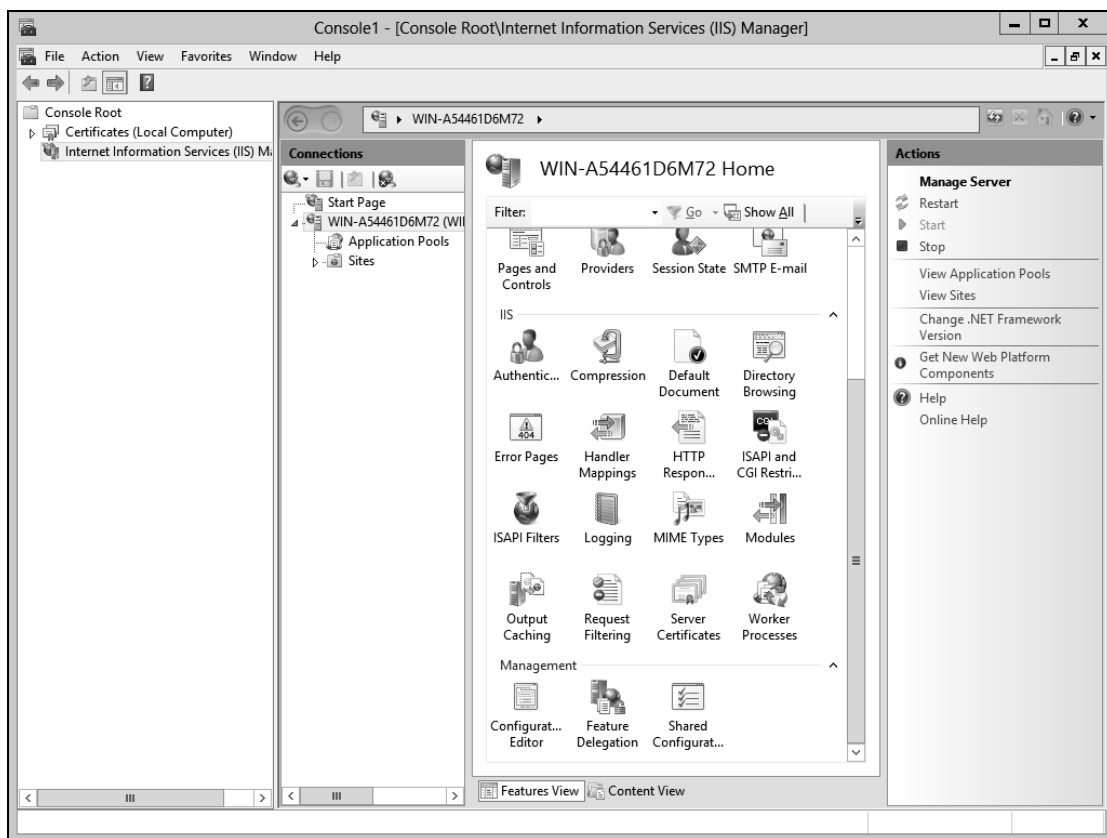 Console1 - [Console Root\Internet Information Services (IIS) Manager]
File Action View Favorites Window Help
Console Root
Certificates (Local Computer)
Internet Information Services (IIS) Ma
WIN-A54461D6M72
Connections
Start Page
WIN-A54461D6M72 (WI
Application Pools
Sites
WIN-A54461D6M72 Home
Filter: Go Show All
Pages and Controls
Providers
Session State
SMTP E-mail
IIS
Authentic...
Compression
Default Document
Directory Browsing
404
Error Pages
Handler Mappings
HTTP Respon...
CGI
ISAPI and CGI Restri...
ISAPI Filters
Logging
MIME Types
Modules
Output Caching
Request Filtering
Server Certificates
Worker Processes
Management
Configurat... Editor
Feature Delegation
Shared Configurat...
Features View
Content View
Actions
Manage Server
Restart
Start
Stop
View Application Pools
View Sites
Change .NET Framework
Version
Get New Web Platform
Components
Help
Online Help